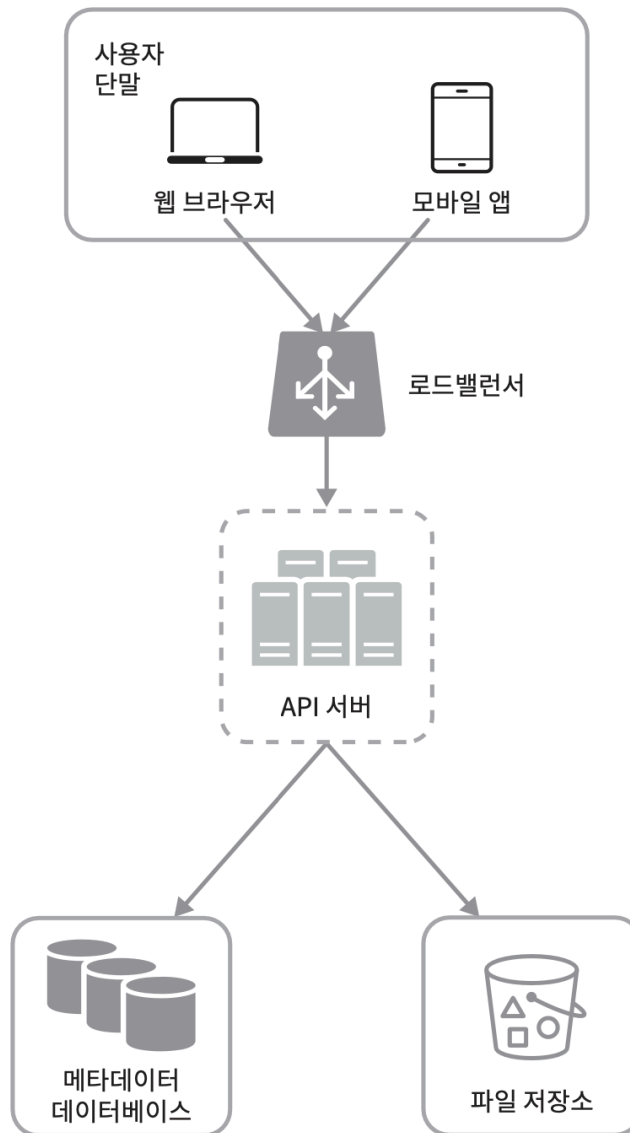 사용자
단말
웹 브라우저
모바일 앱
로드밸런서
API 서버
메타데이터
데이터베이스
파일 저장소